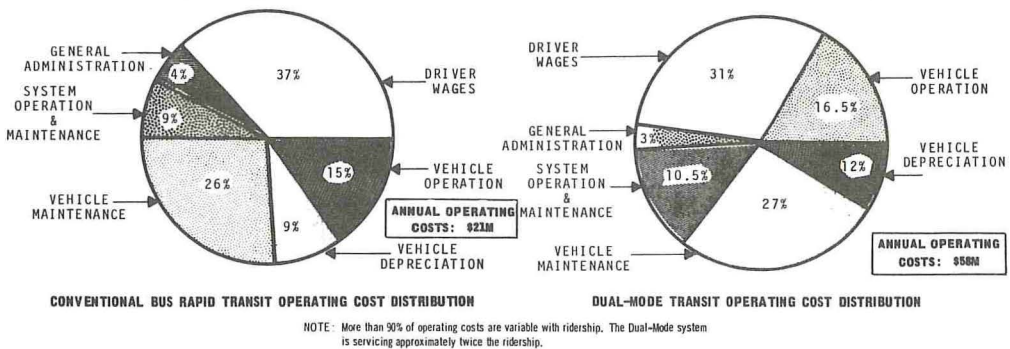 GENERAL
ADMINISTRATION
SYSTEM
OPERATION
&
MAINTENANCE
VEHICLE
MAINTENANCE
4%
9%
26%
37%
15%
9%
DRIVER
WAGES
VEHICLE
OPERATION
ANNUAL OPERATING
COSTS: $21M
VEHICLE
DEPRECIATION
CONVENTIONAL BUS RAPID TRANSIT OPERATING COST DISTRIBUTION
DRIVER
WAGES
GENERAL
ADMINISTRATION
SYSTEM
OPERATION
&
MAINTENANCE
VEHICLE
MAINTENANCE
31%
3%
10.5%
27%
16.5%
12%
VEHICLE
OPERATION
VEHICLE
DEPRECIATION
ANNUAL OPERATING
COSTS: $58M
DUAL-MODE TRANSIT OPERATING COST DISTRIBUTION
NOTE: More than 90% of operating costs are variable with ridership. The Dual-Mode system
is servicing approximately twice the ridership.